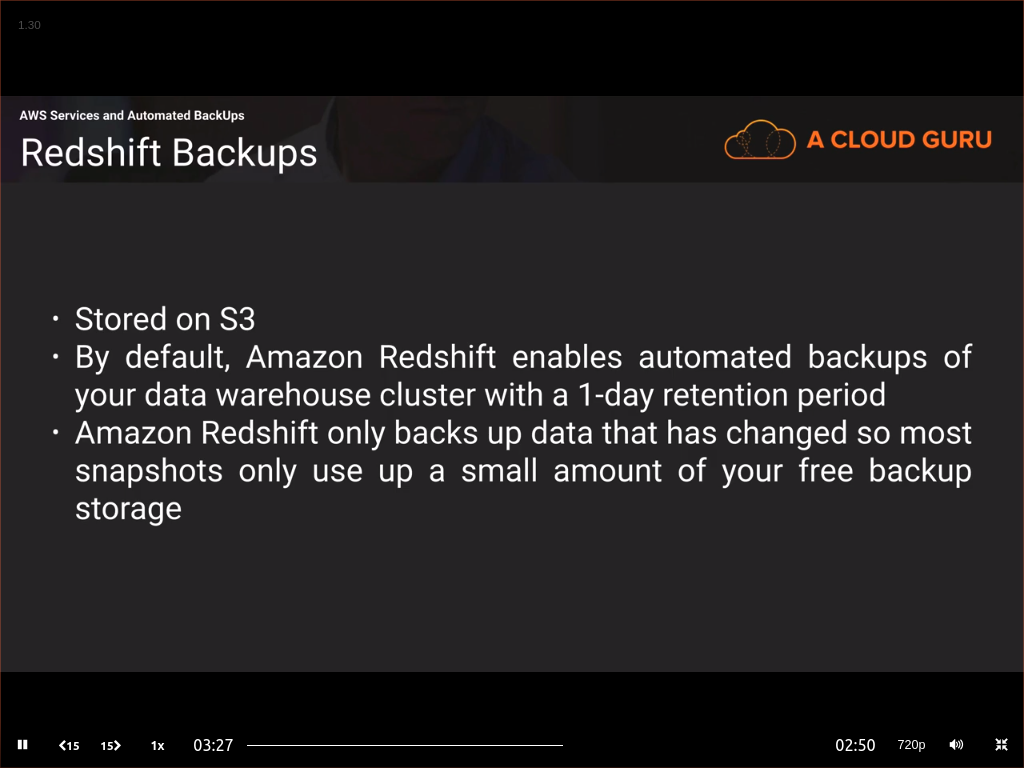 1.30
AWS Services and Automated BackUps
Redshift Backups
A CLOUD GURU
• Stored on S3
• By default, Amazon Redshift enables automated backups of
your data warehouse cluster with a 1-day retention period
• Amazon Redshift only backs up data that has changed so most
snapshots only use up a small amount of your free backup
storage
15 15 1x 03:27 02:50 720p